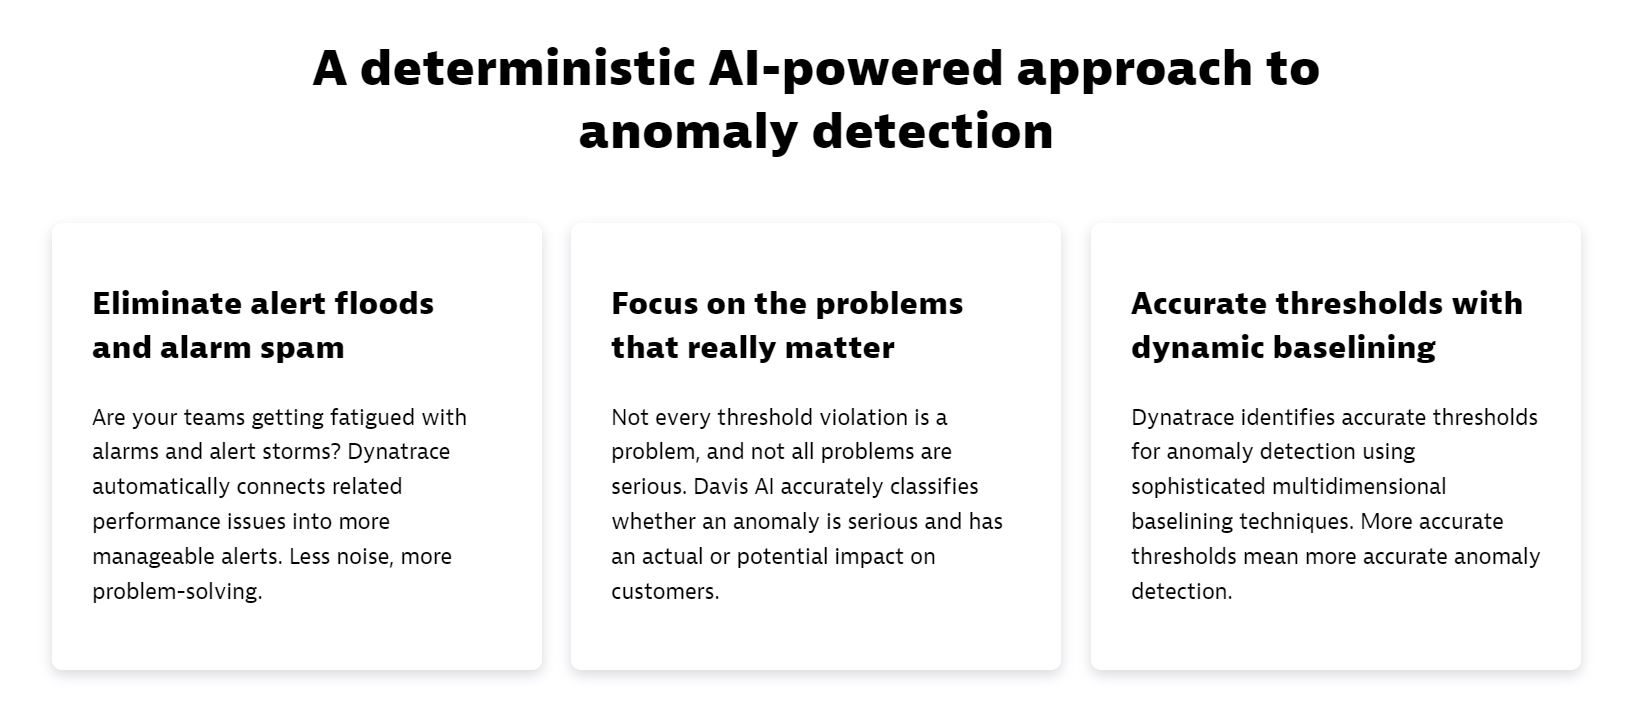 A deterministic AI-powered approach to
anomaly detection
Eliminate alert floods
and alarm spam
Are your teams getting fatigued with
alarms and alert storms? Dynatrace
automatically connects related
performance issues into more
manageable alerts. Less noise, more
problem-solving.
Focus on the problems
that really matter
Not every threshold violation is a
problem, and not all problems are
serious. Davis AI accurately classifies
whether an anomaly is serious and has
an actual or potential impact on
customers.
Accurate thresholds with
dynamic baselining
Dynatrace identifies accurate thresholds
for anomaly detection using
sophisticated multidimensional
baselining techniques. More accurate
thresholds mean more accurate anomaly
detection.